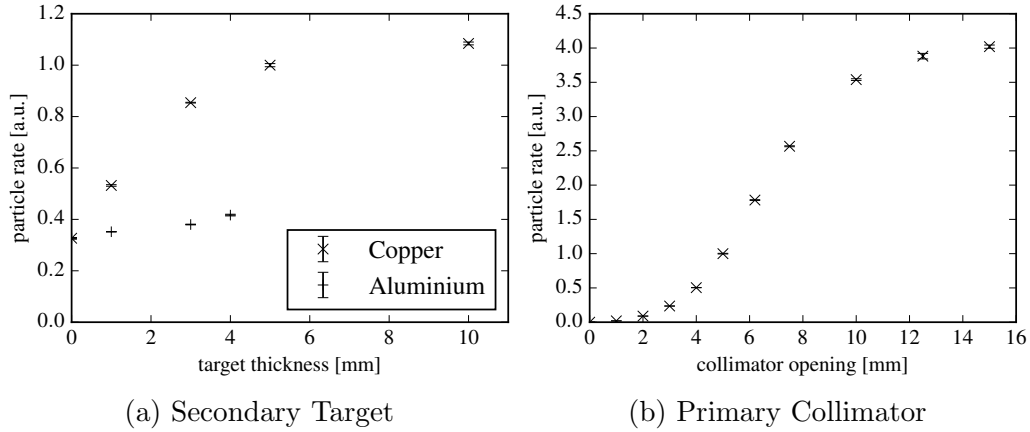 1.2
1.0
0.8
0.6
0.4
0.2
0.0
particle rate [a.u.]
Copper
Aluminium
0 2 4 6 8 10
target thickness [mm]
(a) Secondary Target
4.5
4.0
3.5
3.0
2.5
2.0
1.5
1.0
0.5
0.0
particle rate [a.u.]
0 2 4 6 8 10 12 14 16
collimator opening [mm]
(b) Primary Collimator